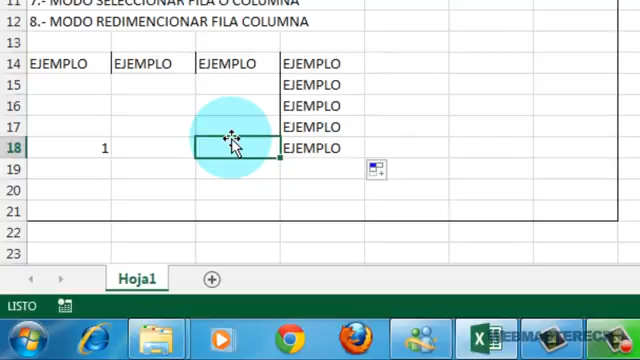 11 7.- MODO SELECCIONAR FILA O COLUMNA
12 8.- MODO REDIMENCIONAR FILA COLUMNA
13
14 EJEMPLO EJEMPLO EJEMPLO EJEMPLO
15 EJEMPLO
16 EJEMPLO
17 EJEMPLO
18 1 EJEMPLO
19
20
21
22
23
Hoja1
LISTO